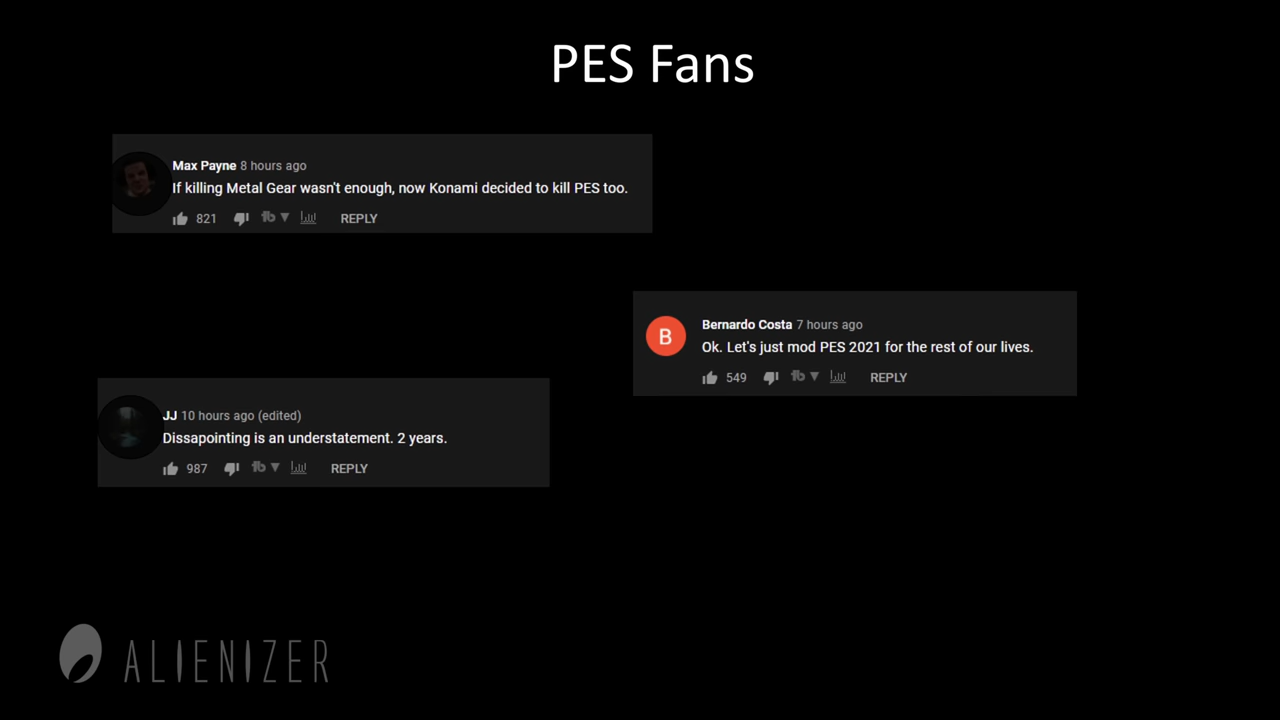 PES Fans
Max Payne 8 hours ago
If killing Metal Gear wasn't enough, now Konami decided to kill PES too.
821 REPLY
B
Bernardo Costa 7 hours ago
Ok. Let's just mod PES 2021 for the rest of our lives.
549 REPLY
JJ 10 hours ago (edited)
Dissapointing is an understatement. 2 years.
987 REPLY
ALIENIZER